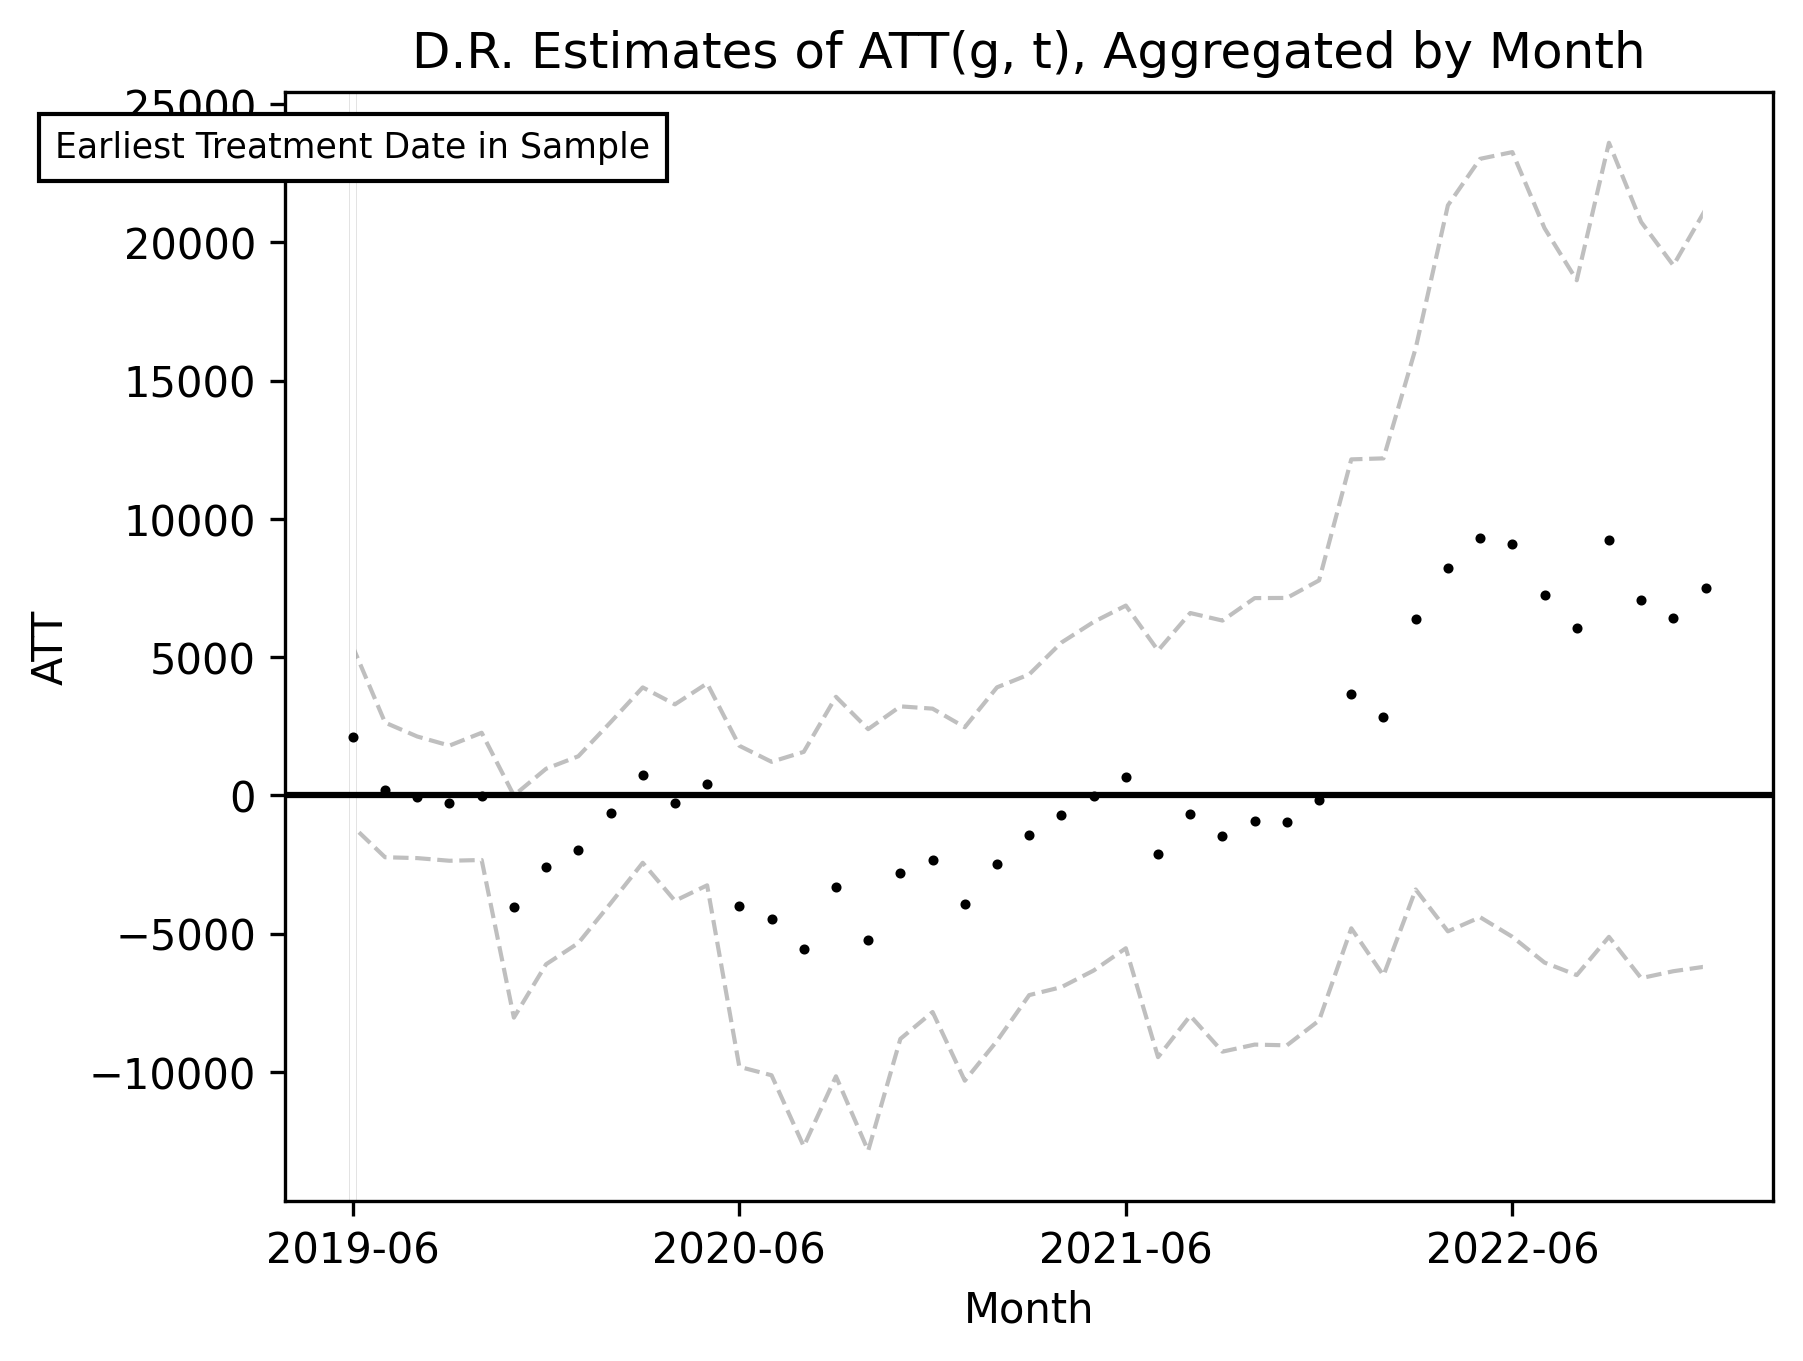 D.R. Estimates of ATT(g, t), Aggregated by Month
25000
Earliest Treatment Date in Sample
20000
15000
10000
5000
0
−5000
−10000
ATT
2019-06 2020-06 2021-06 2022-06
Month